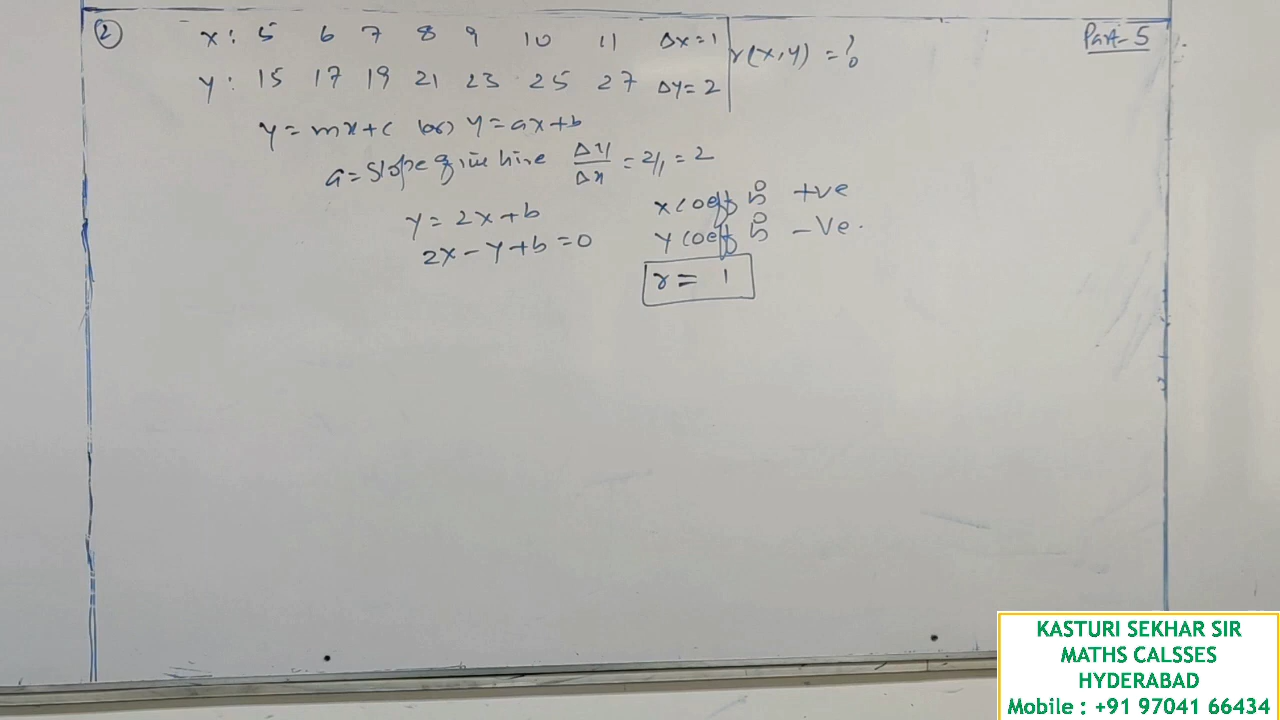 ② x : 5 6 7 8 9 10 11 Δx = 1 r(x,y) = ?
y : 15 17 19 21 23 25 27 Δy = 2
Part-5
y = mx+c (or) y = ax+b
a = Slope of the line Δy/Δx = 2/1 = 2
y = 2x+b
2x - y + b = 0
x coeff is +ve
y coeff is -ve.
r = 1
KASTURI SEKHAR SIR
MATHS CALSSES
HYDERABAD
Mobile : +91 97041 66434